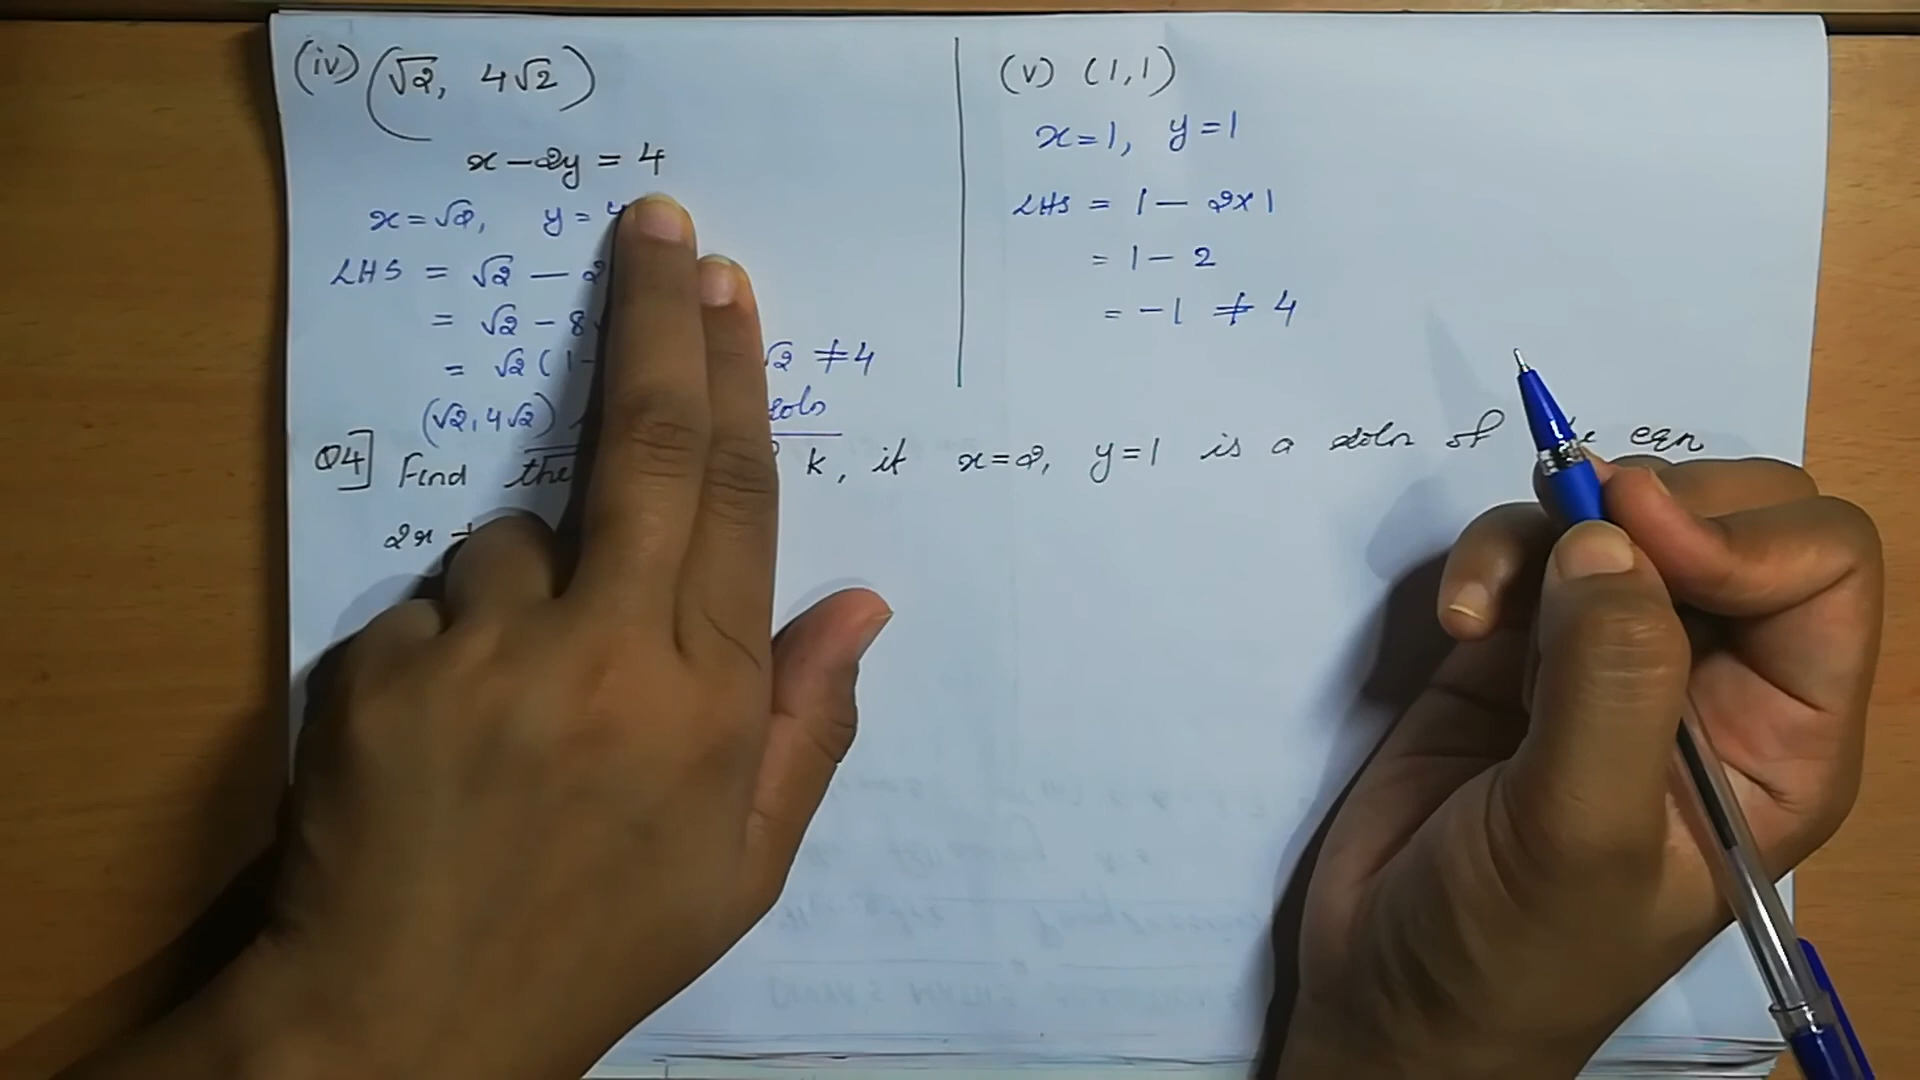 (iv) (√2, 4√2)
x - 2y = 4
x = √2, y = 4
LHS = √2 - 2
= √2 - 8
= √2 (1 - √2 ≠ 4
(√2, 4√2) soln
(v) (1,1)
x = 1, y = 1
LHS = 1 - 2 x 1
= 1 - 2
= -1 ≠ 4
Q4] Find the k, if x = 2, y = 1 is a soln of eqn
2x +